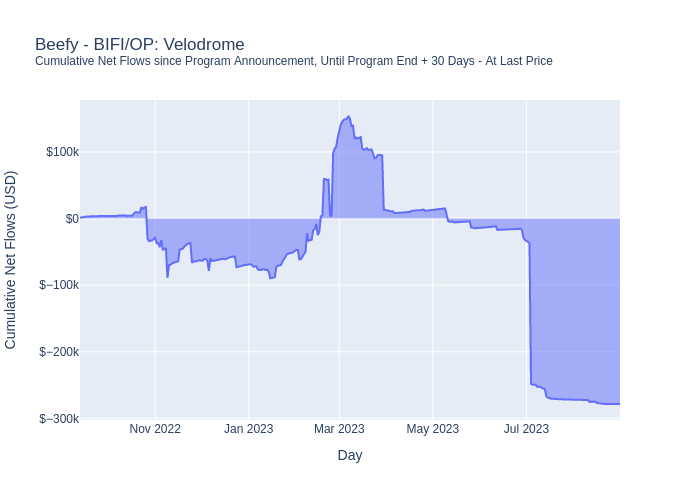 Beefy - BIFI/OP: Velodrome
Cumulative Net Flows since Program Announcement, Until Program End + 30 Days - At Last Price
Cumulative Net Flows (USD)
$100k
$0
$−100k
$−200k
$−300k
Nov 2022
Jan 2023
Mar 2023
May 2023
Jul 2023
Day